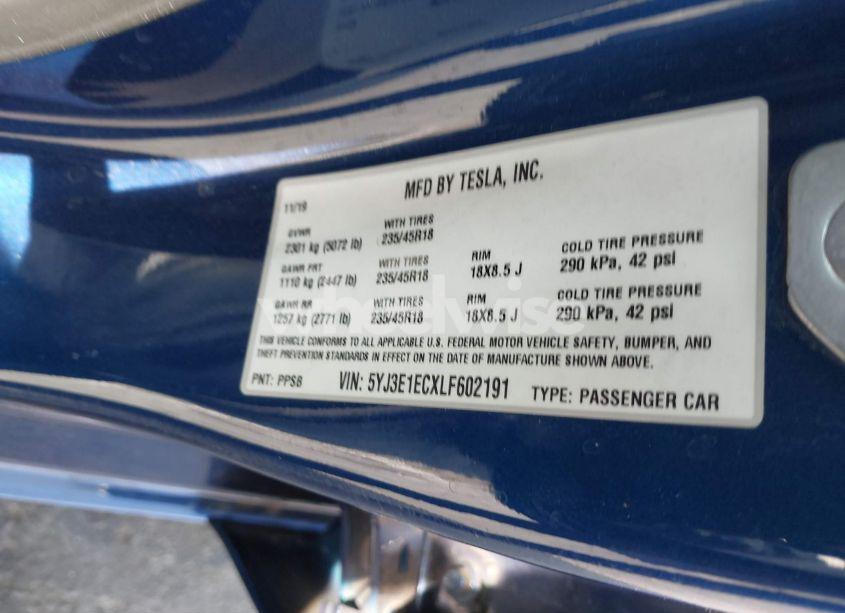 MFD BY TESLA, INC.
11/19
GVWR WITH TIRES
2301 kg (5072 lb) 235/45R18
GAWR FRT WITH TIRES RIM COLD TIRE PRESSURE
1110 kg (2447 lb) 235/45R18 18X8.5 J 290 kPa, 42 psi
GAWR RR WITH TIRES RIM COLD TIRE PRESSURE
1257 kg (2771 lb) 235/45R18 18X8.5 J 290 kPa, 42 psi
THIS VEHICLE CONFORMS TO ALL APPLICABLE U.S. FEDERAL MOTOR VEHICLE SAFETY, BUMPER, AND
THEFT PREVENTION STANDARDS IN EFFECT ON THE DATE OF MANUFACTURE SHOWN ABOVE.
PNT: PPSB VIN: 5YJ3E1ECXLF602191 TYPE: PASSENGER CAR
wheelwise